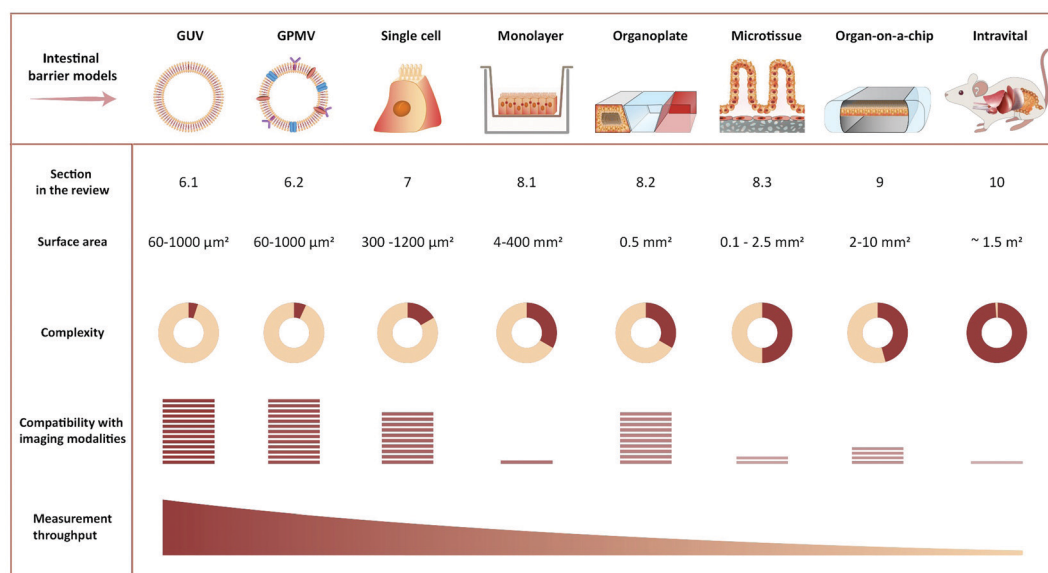 Intestinal
barrier models
GUV
GPMV
Single cell
Monolayer
Organoplate
Microtissue
Organ-on-a-chip
Intravital
Section
in the review
6.1
6.2
7
8.1
8.2
8.3
9
10
Surface area
60-1000 µm²
60-1000 µm²
300 -1200 µm²
4-400 mm²
0.5 mm²
0.1 - 2.5 mm²
2-10 mm²
~ 1.5 m²
Complexity
Compatibility with
imaging modalities
Measurement
throughput